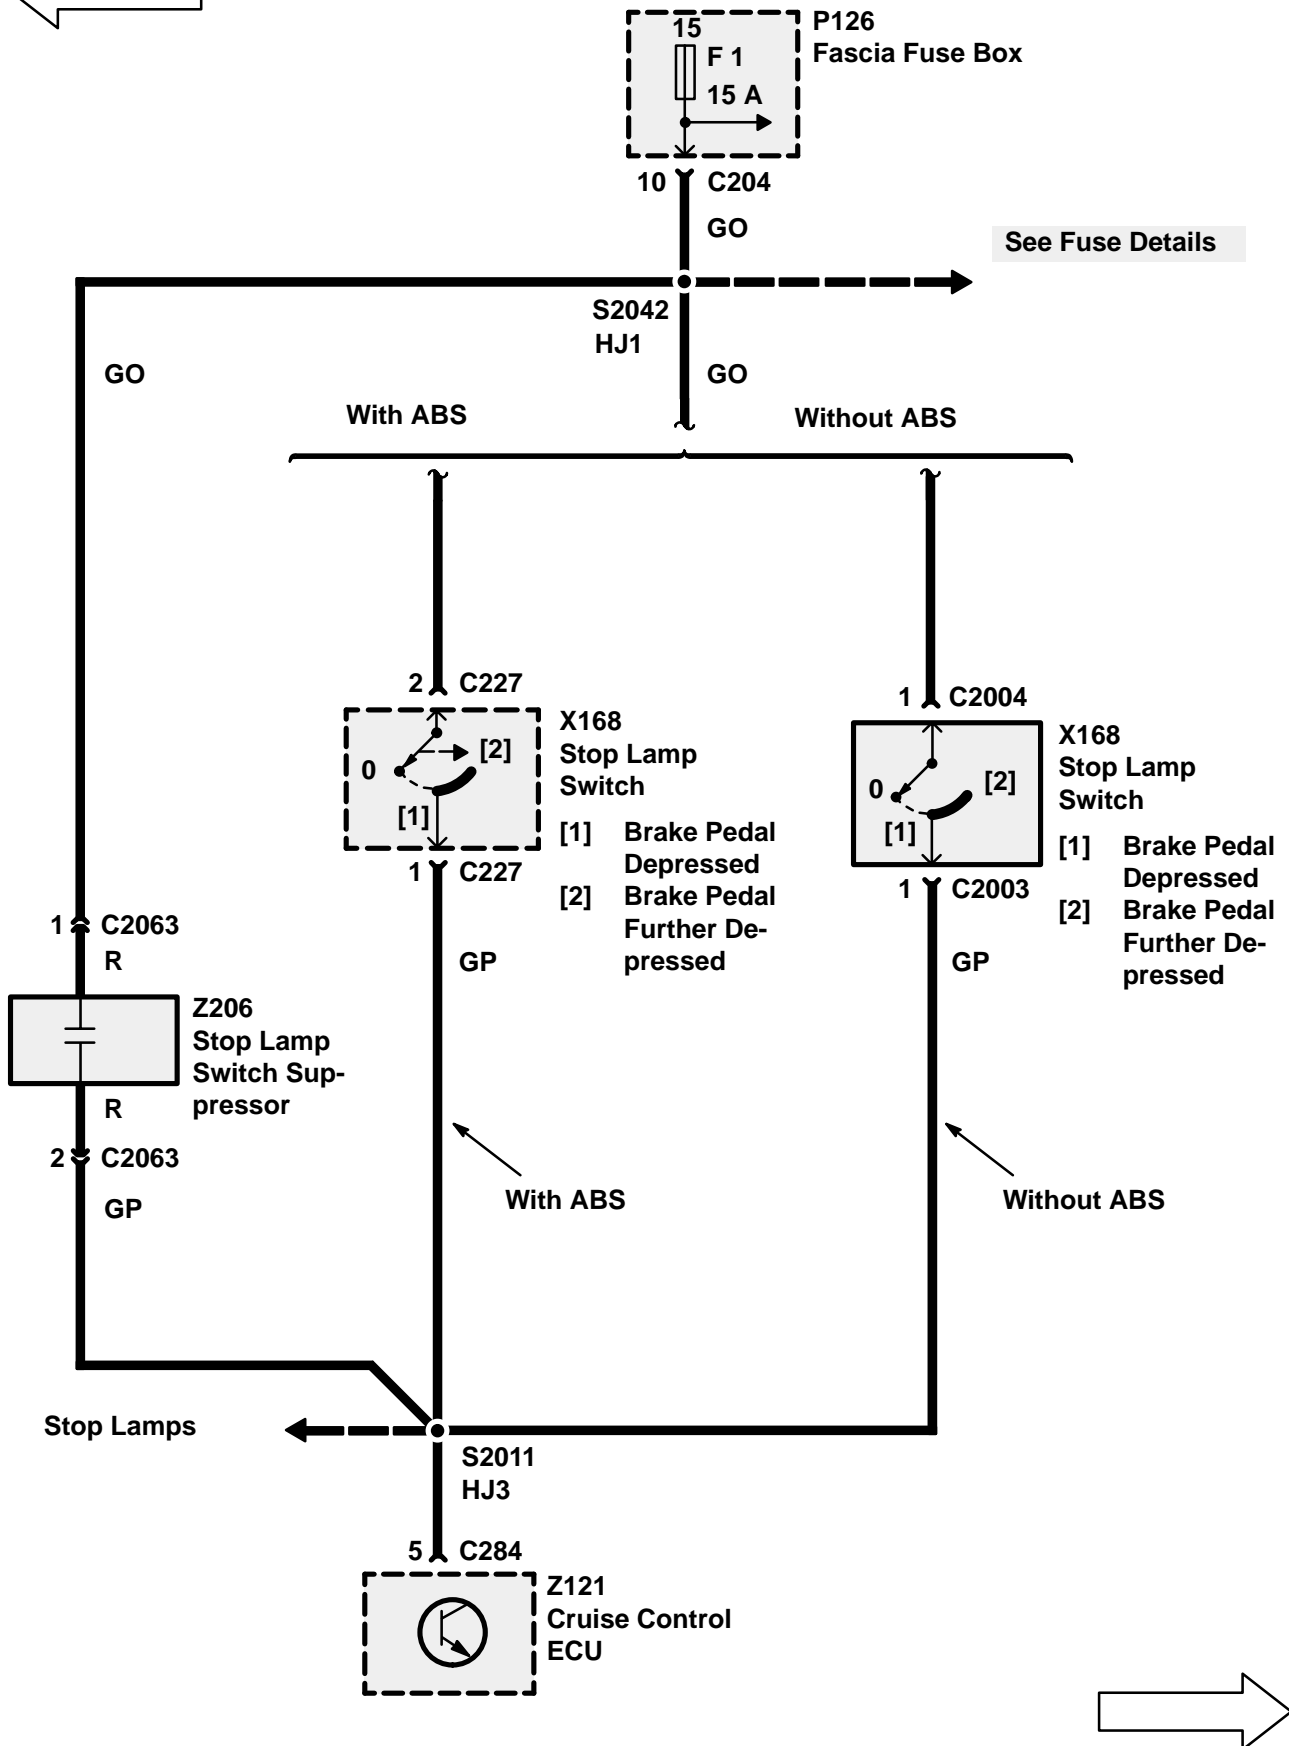 15
F 1
15 A
P126
Fascia Fuse Box
10
C204
GO
See Fuse Details
S2042
HJ1
GO
GO
With ABS
Without ABS
2
C227
0
[2]
[1]
X168
Stop Lamp
Switch
[1] Brake Pedal
Depressed
[2] Brake Pedal
Further De-
pressed
1
C227
GP
1
C2004
0
[2]
[1]
X168
Stop Lamp
Switch
[1] Brake Pedal
Depressed
[2] Brake Pedal
Further De-
pressed
1
C2003
GP
1
C2063
R
Z206
Stop Lamp
Switch Sup-
pressor
R
2
C2063
GP
With ABS
Without ABS
Stop Lamps
S2011
HJ3
5
C284
Z121
Cruise Control
ECU